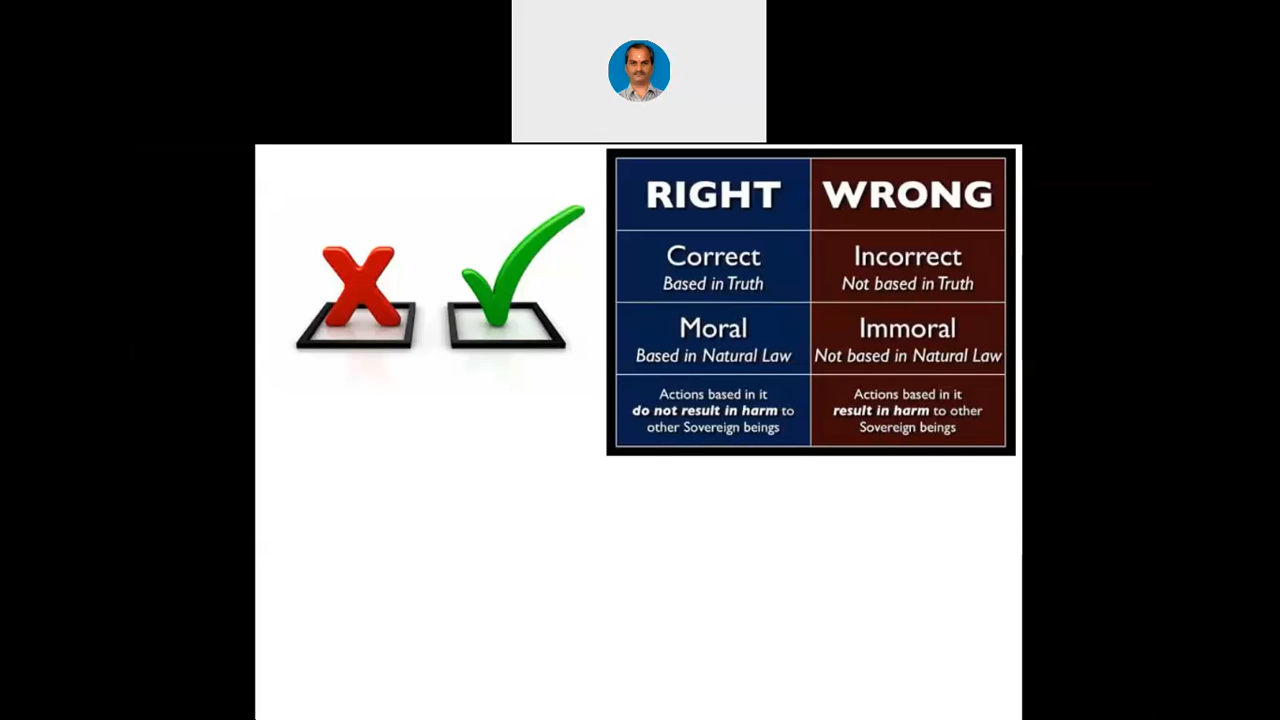 RIGHT WRONG
Correct Incorrect
Based in Truth Not based in Truth
Moral Immoral
Based in Natural Law Not based in Natural Law
Actions based in it Actions based in it
do not result in harm to result in harm to other
other Sovereign beings Sovereign beings